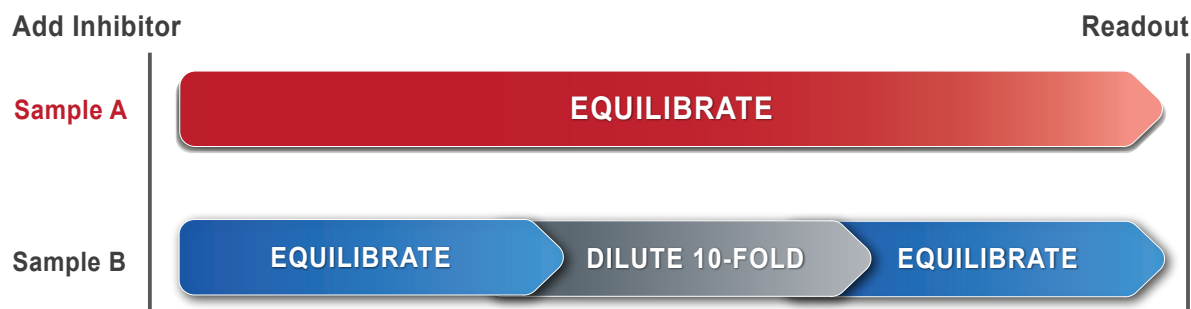 Add Inhibitor Readout
Sample A EQUILIBRATE
Sample B EQUILIBRATE DILUTE 10-FOLD EQUILIBRATE